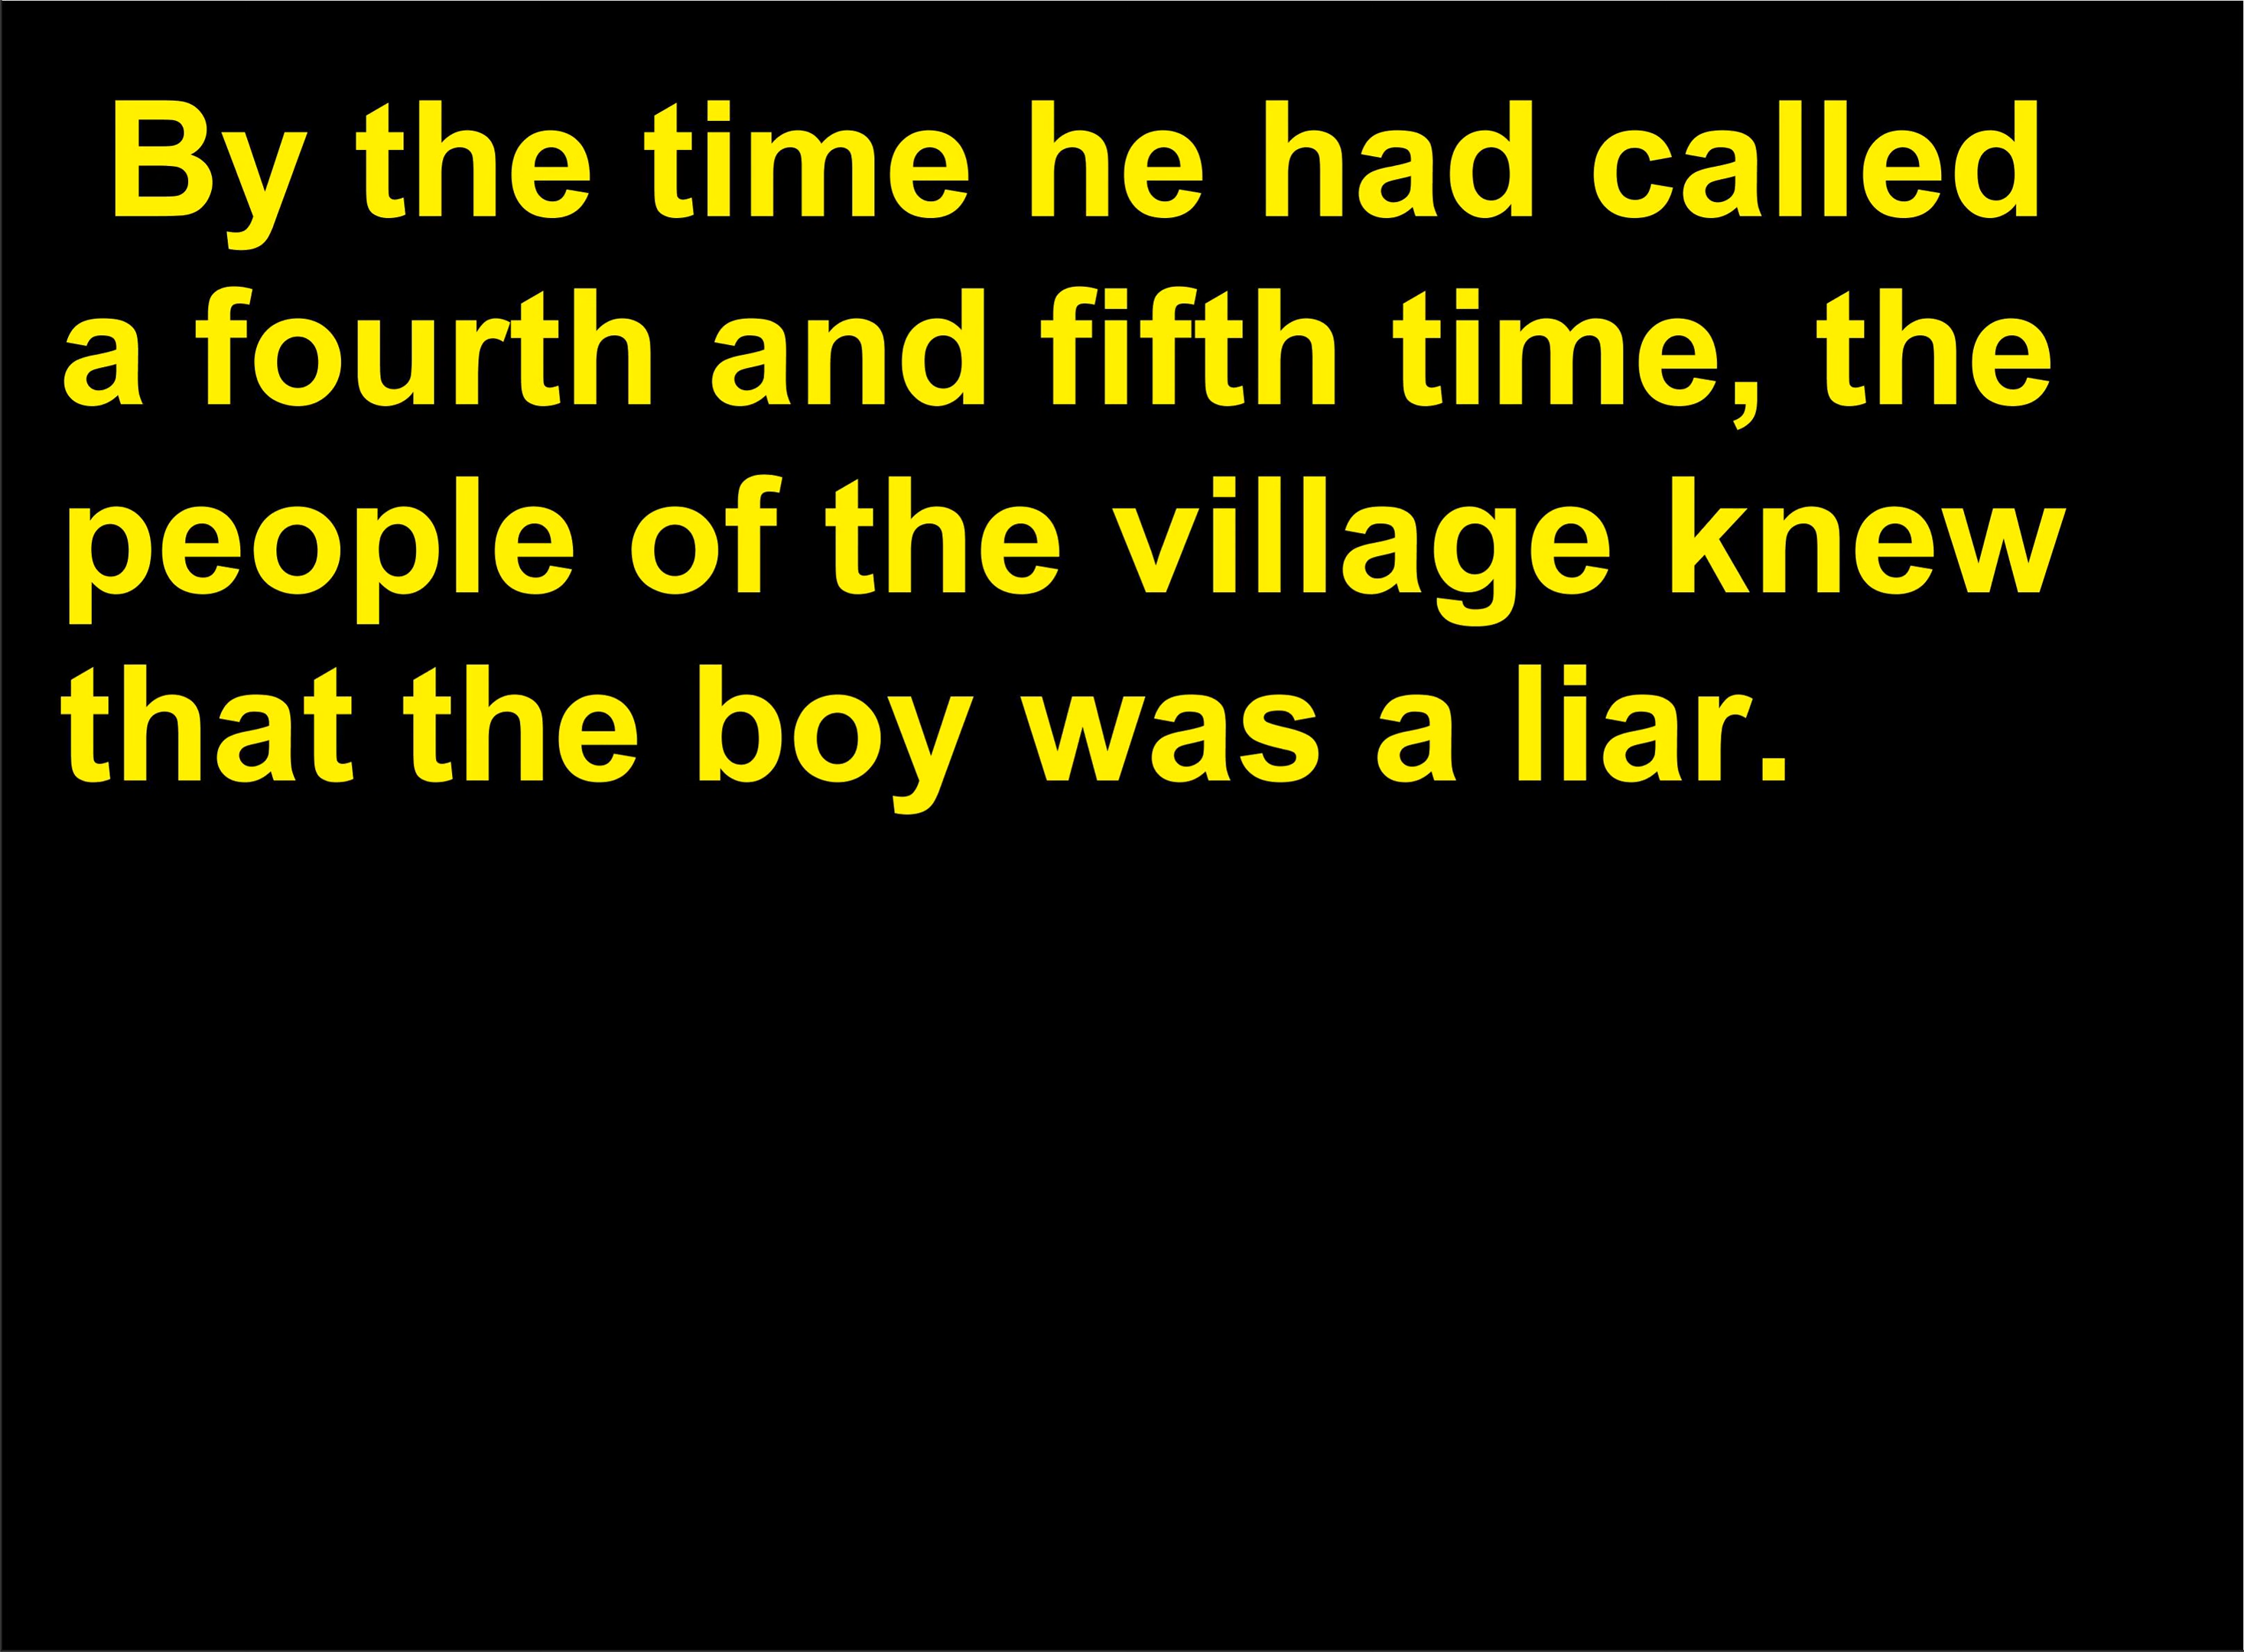 By the time he had called
a fourth and fifth time, the
people of the village knew
that the boy was a liar.